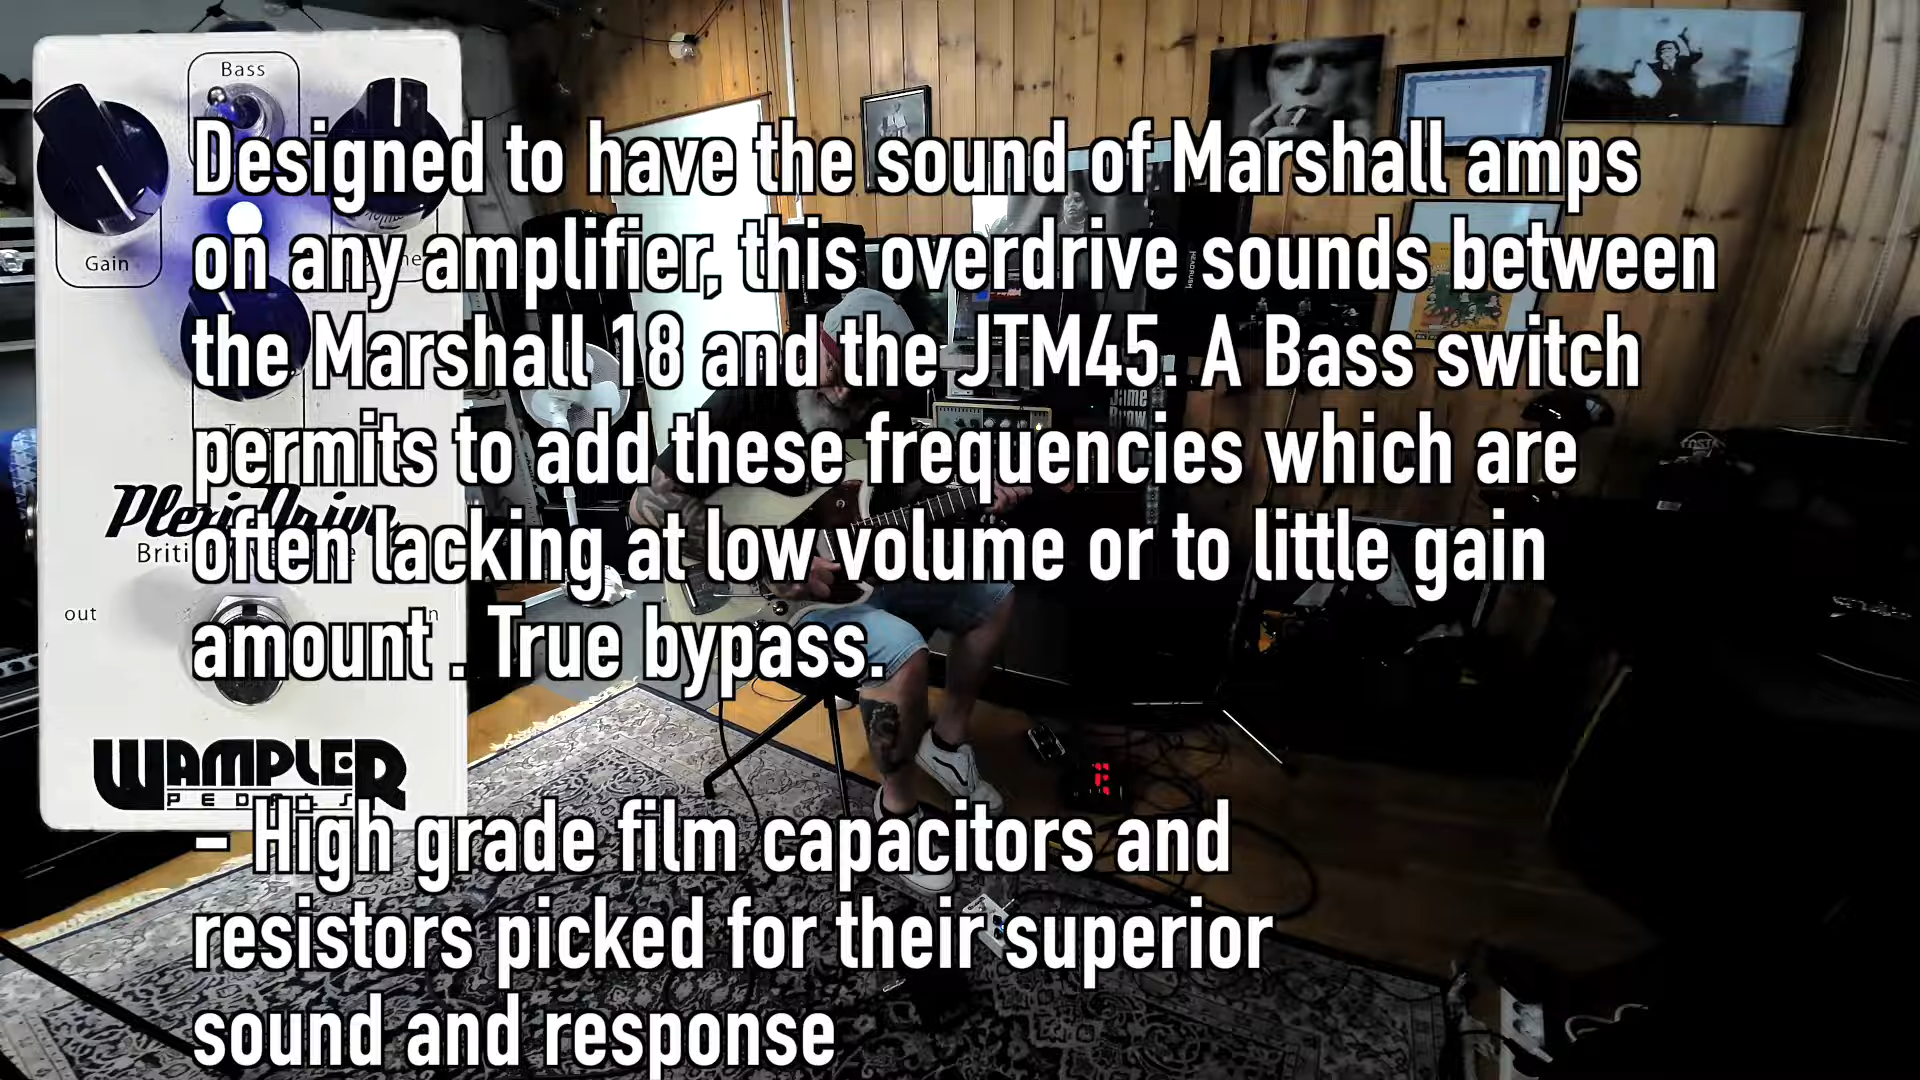 Bass
Gain
Designed to have the sound of Marshall amps
on any amplifier, this overdrive sounds between
the Marshall 18 and the JTM45. A Bass switch
permits to add these frequencies which are
often lacking at low volume or to little gain
amount . True bypass.
out
WAMPLER
PEDALS
- High grade film capacitors and
resistors picked for their superior
sound and response
HEADRUSH